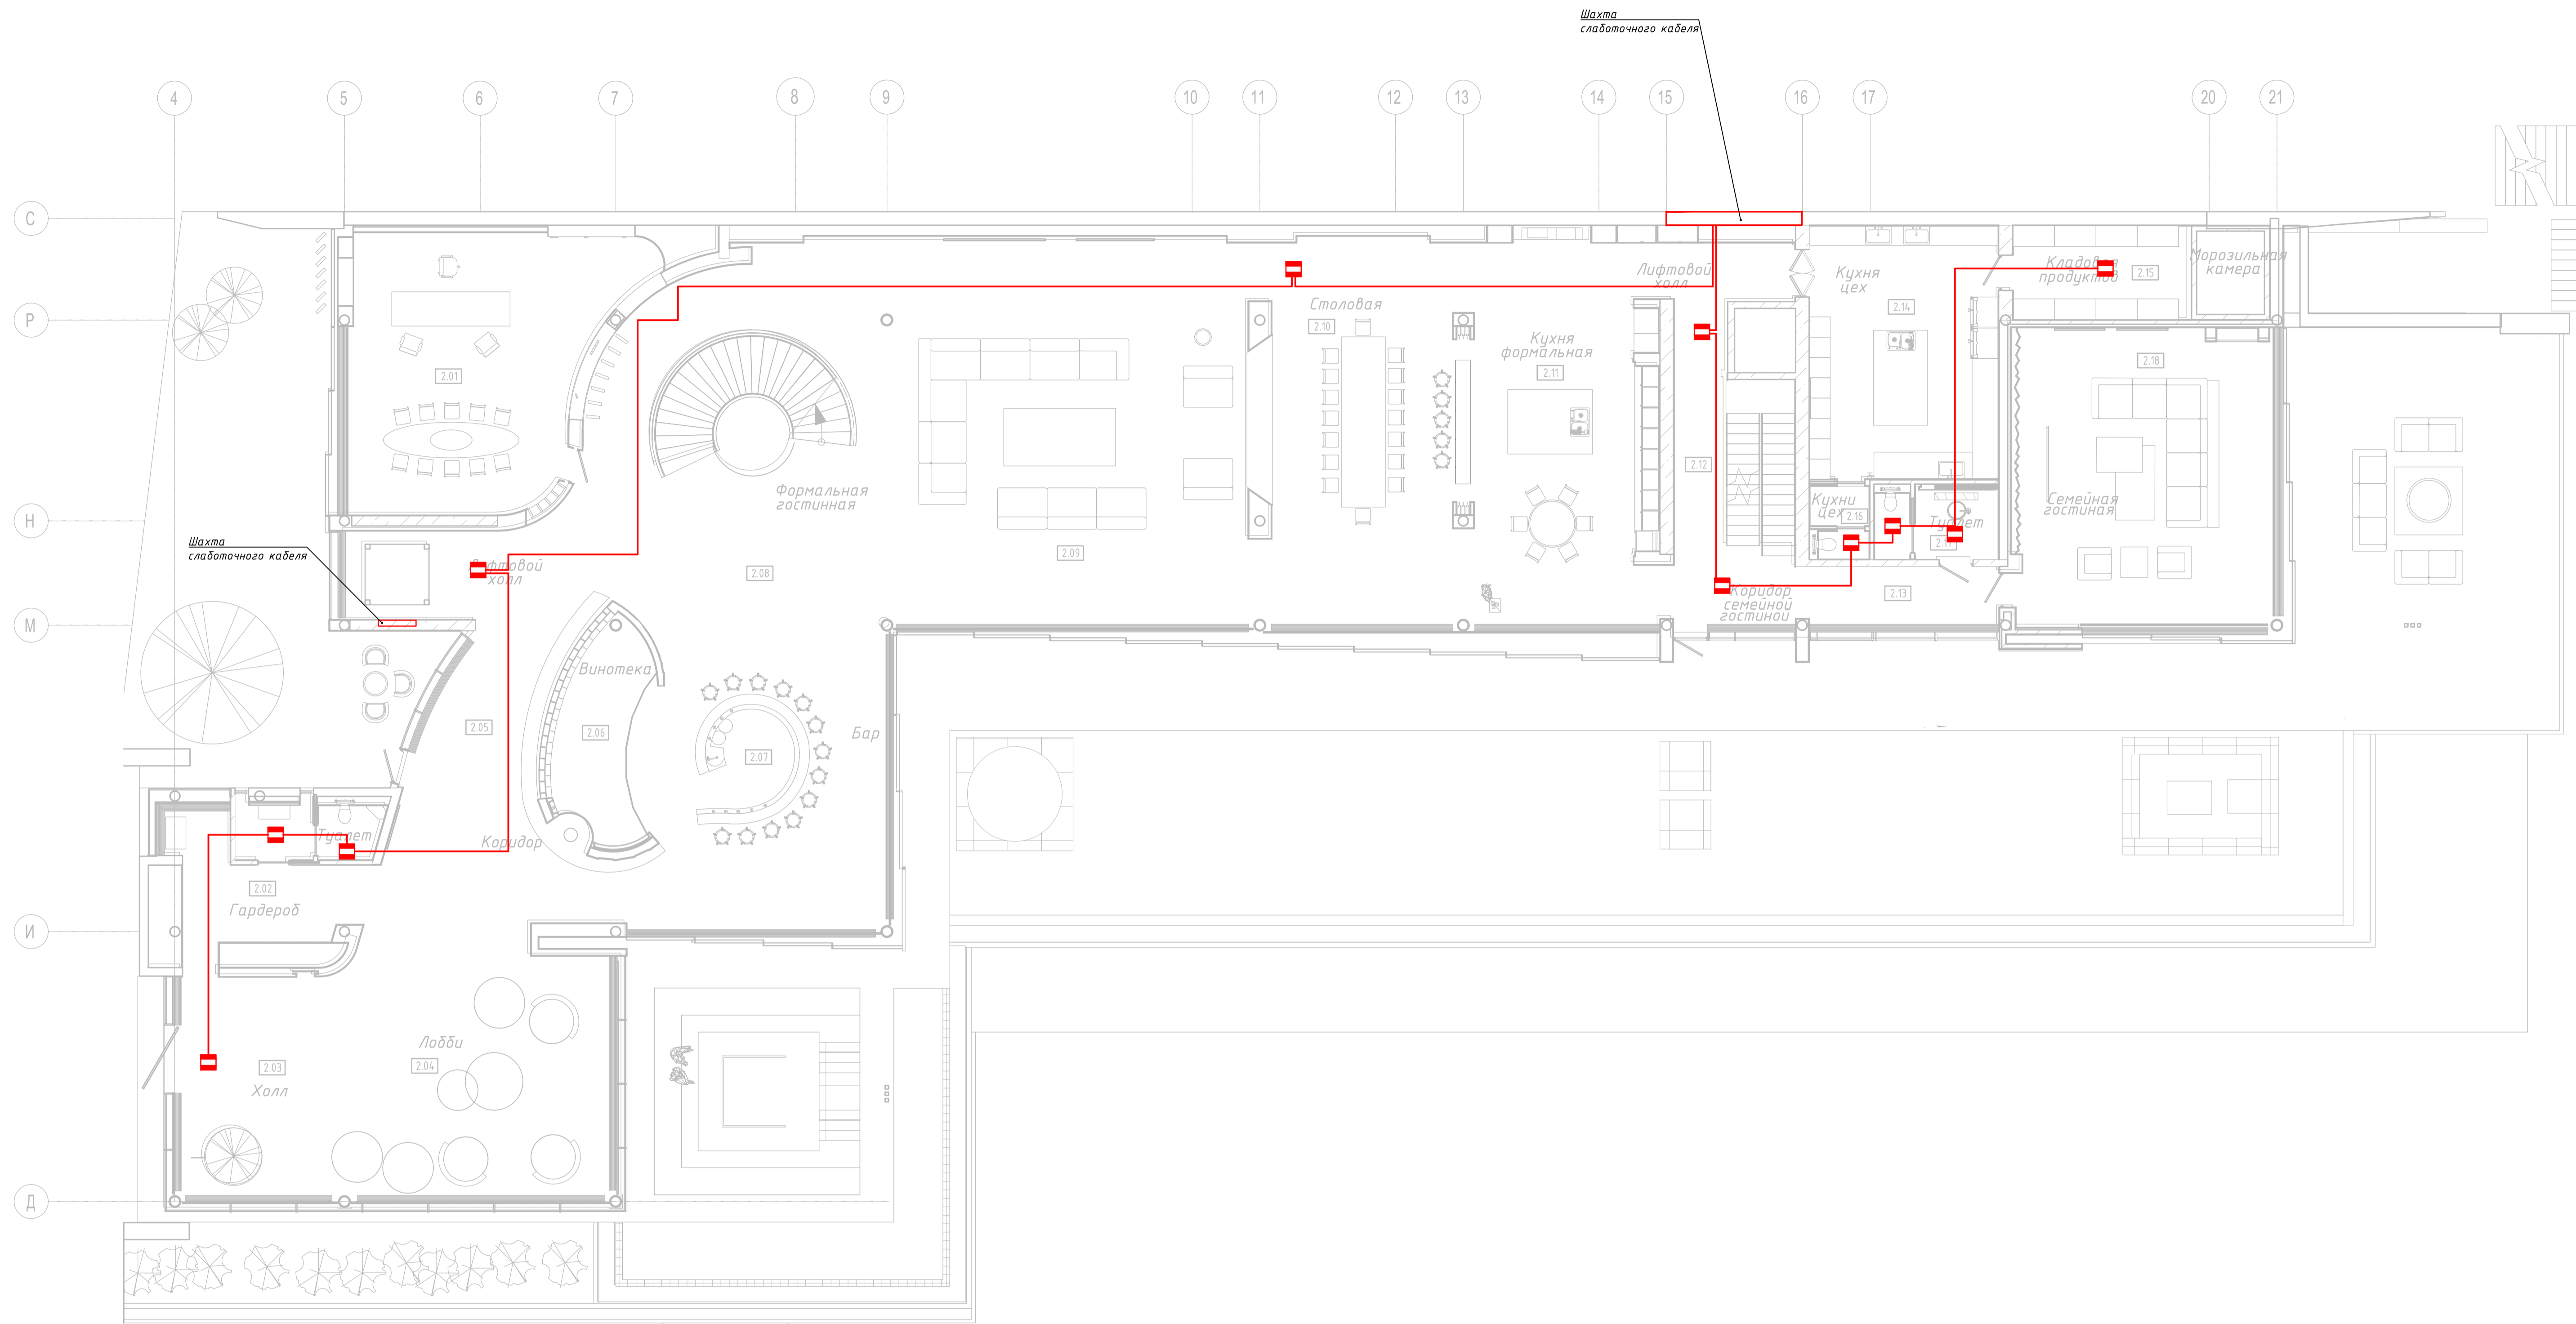 Шахта
слаботочного кабеля
4
5
6
7
8
9
10
11
12
13
14
15
16
17
20
21
С
Р
Н
М
И
Д
Лифтовой
холл
Кухня
цех
Кладовая
продуктов
2.15
Морозильная
камера
Столовая
2.10
2.14
Кухня
формальная
2.11
2.01
2.18
2.12
Формальная
гостинная
Кухни
цех
2.16
Туалет
Семейная
гостиная
Шахта
слаботочного кабеля
Лифтовой
холл
2.08
2.09
Коридор
семейной
гостиной
2.13
Винотека
2.05
2.06
Бар
2.07
Туалет
Коридор
2.02
Гардероб
Лобби
2.04
2.03
Холл